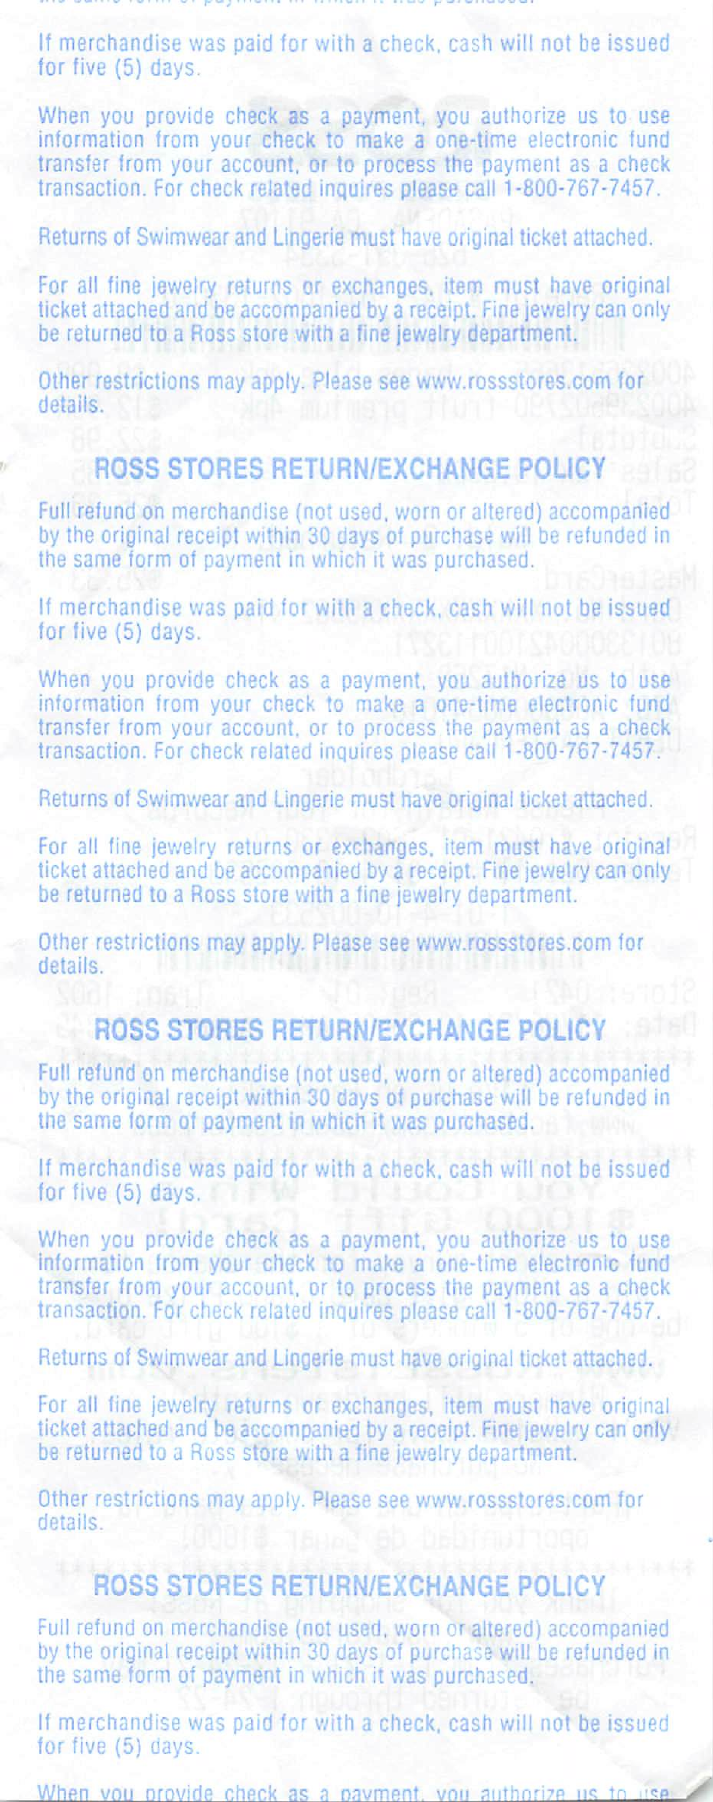 the same form of payment in which it was purchased.
If merchandise was paid for with a check, cash will not be issued
for five (5) days.
When you provide check as a payment, you authorize us to use
information from your check to make a one-time electronic fund
transfer from your account, or to process the payment as a check
transaction. For check related inquires please call 1-800-767-7457.
Returns of Swimwear and Lingerie must have original ticket attached.
For all fine jewelry returns or exchanges, item must have original
ticket attached and be accompanied by a receipt. Fine jewelry can only
be returned to a Ross store with a fine jewelry department.
Other restrictions may apply. Please see www.rossstores.com for
details.
ROSS STORES RETURN/EXCHANGE POLICY
Full refund on merchandise (not used, worn or altered) accompanied
by the original receipt within 30 days of purchase will be refunded in
the same form of payment in which it was purchased.
If merchandise was paid for with a check, cash will not be issued
for five (5) days.
When you provide check as a payment, you authorize us to use
information from your check to make a one-time electronic fund
transfer from your account, or to process the payment as a check
transaction. For check related inquires please call 1-800-767-7457.
Returns of Swimwear and Lingerie must have original ticket attached.
For all fine jewelry returns or exchanges, item must have original
ticket attached and be accompanied by a receipt. Fine jewelry can only
be returned to a Ross store with a fine jewelry department.
Other restrictions may apply. Please see www.rossstores.com for
details.
ROSS STORES RETURN/EXCHANGE POLICY
Full refund on merchandise (not used, worn or altered) accompanied
by the original receipt within 30 days of purchase will be refunded in
the same form of payment in which it was purchased.
If merchandise was paid for with a check, cash will not be issued
for five (5) days.
When you provide check as a payment, you authorize us to use
information from your check to make a one-time electronic fund
transfer from your account, or to process the payment as a check
transaction. For check related inquires please call 1-800-767-7457.
Returns of Swimwear and Lingerie must have original ticket attached.
For all fine jewelry returns or exchanges, item must have original
ticket attached and be accompanied by a receipt. Fine jewelry can only
be returned to a Ross store with a fine jewelry department.
Other restrictions may apply. Please see www.rossstores.com for
details.
ROSS STORES RETURN/EXCHANGE POLICY
Full refund on merchandise (not used, worn or altered) accompanied
by the original receipt within 30 days of purchase will be refunded in
the same form of payment in which it was purchased.
If merchandise was paid for with a check, cash will not be issued
for five (5) days.
When you provide check as a payment, you authorize us to use